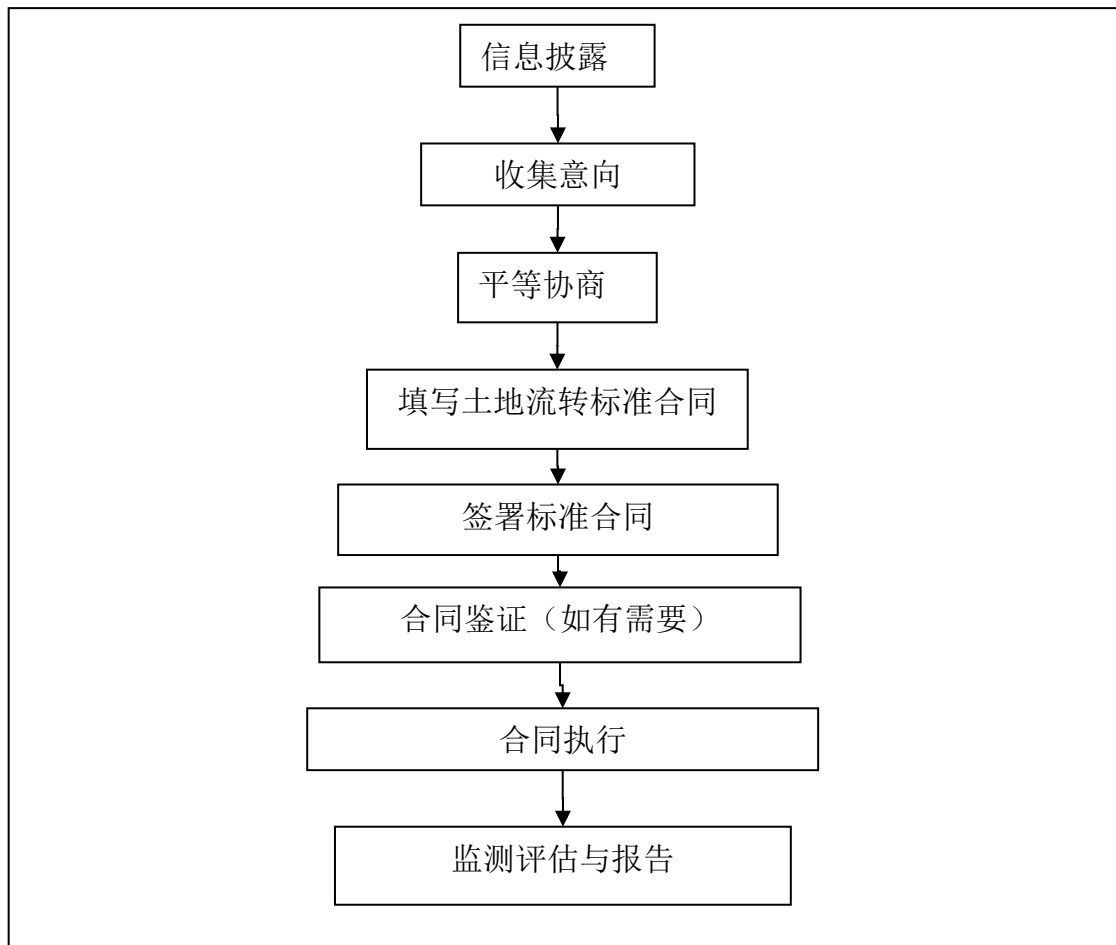 信息披露
收集意向
平等协商
填写土地流转标准合同
签署标准合同
合同鉴证（如有需要）
合同执行
监测评估与报告